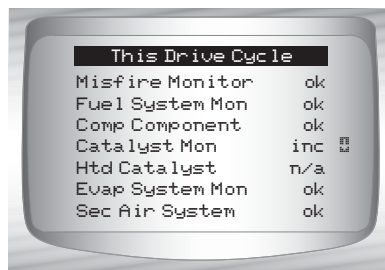 This Drive Cycle
Misfire Monitor ok
Fuel System Mon ok
Comp Component ok
Catalyst Mon inc
Htd Catalyst n/a
Evap System Mon ok
Sec Air System ok